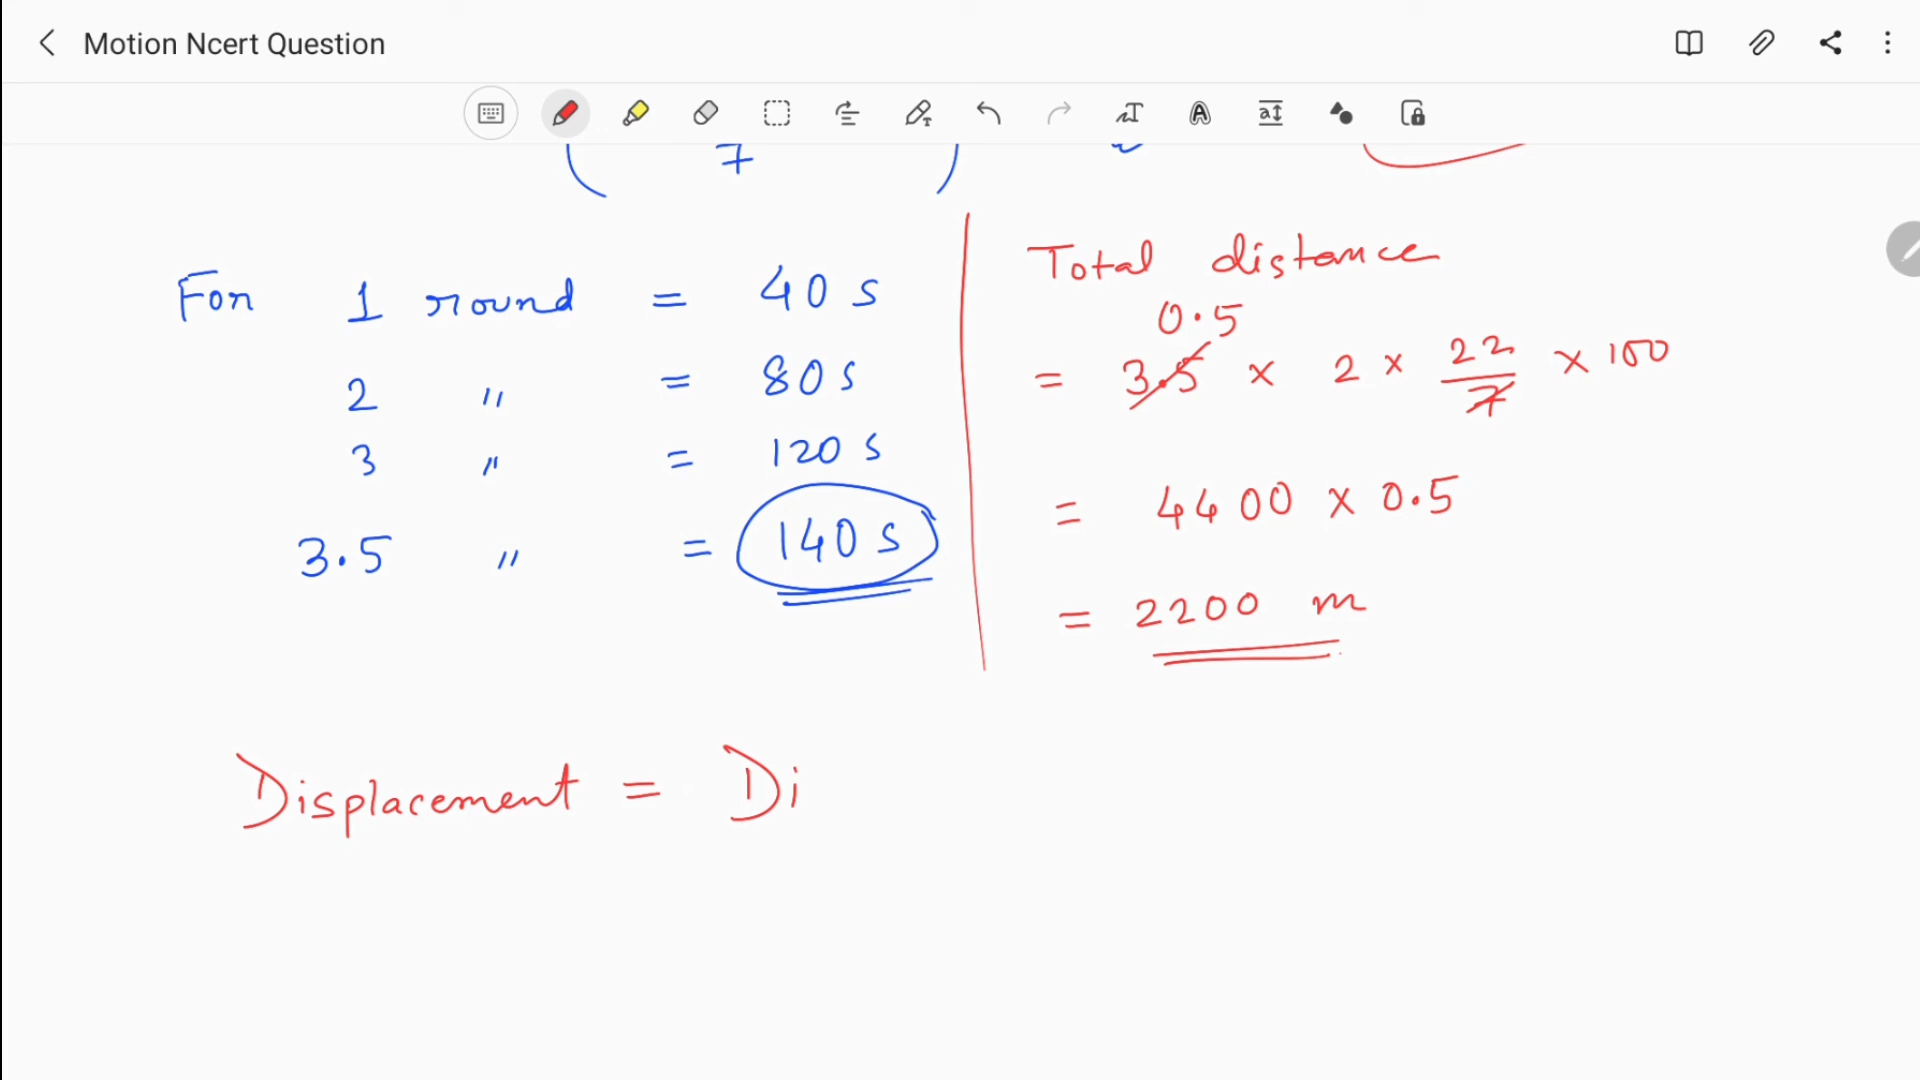 Motion Ncert Question
7
For 1 round = 40 s
2 " = 80 s
3 " = 120 s
3.5 " = 140 s
Total distance
0.5
= 3.5 × 2 × 22/7 × 100
= 4400 × 0.5
= 2200 m
Displacement = Di